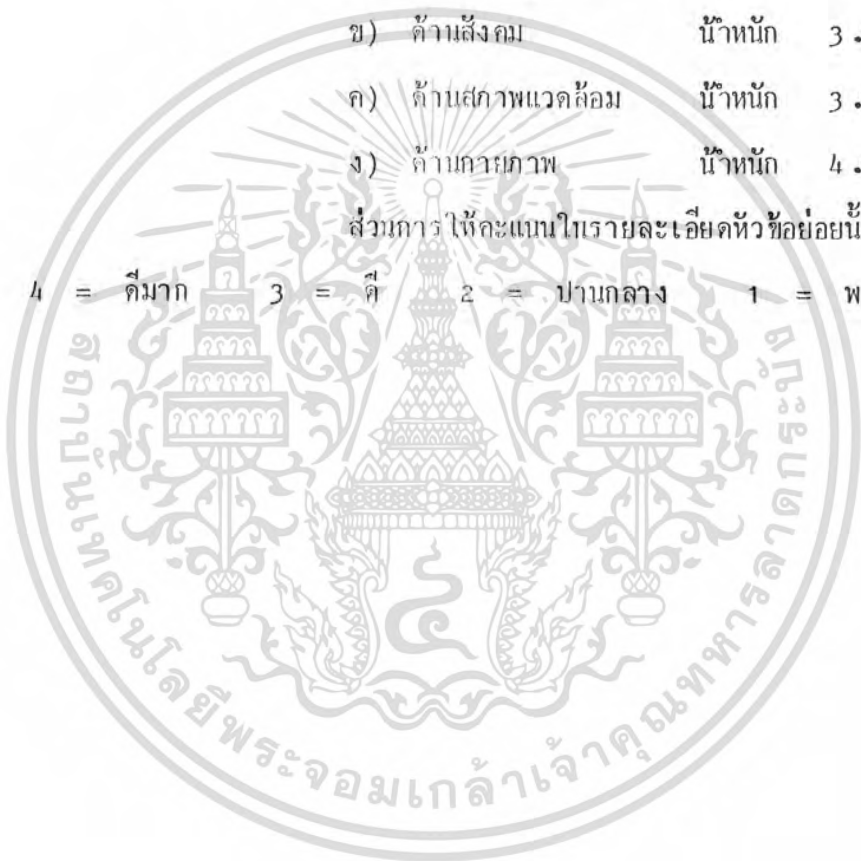 ข) ด้านสังคม น้ำหนัก 3.
ค) ด้านสภาพแวดล้อม น้ำหนัก 3.
ง) ด้านกายภาพ น้ำหนัก 4.
ส่วนการให้คะแนนในรายละเอียดหัวข้อย่อยนั้
4 = ดีมาก 3 = ดี 2 = ปานกลาง 1 = พ
สถาบันเทคโนโลยีพระจอมเกล้าเจ้าคุณทหารลาดกระบัง